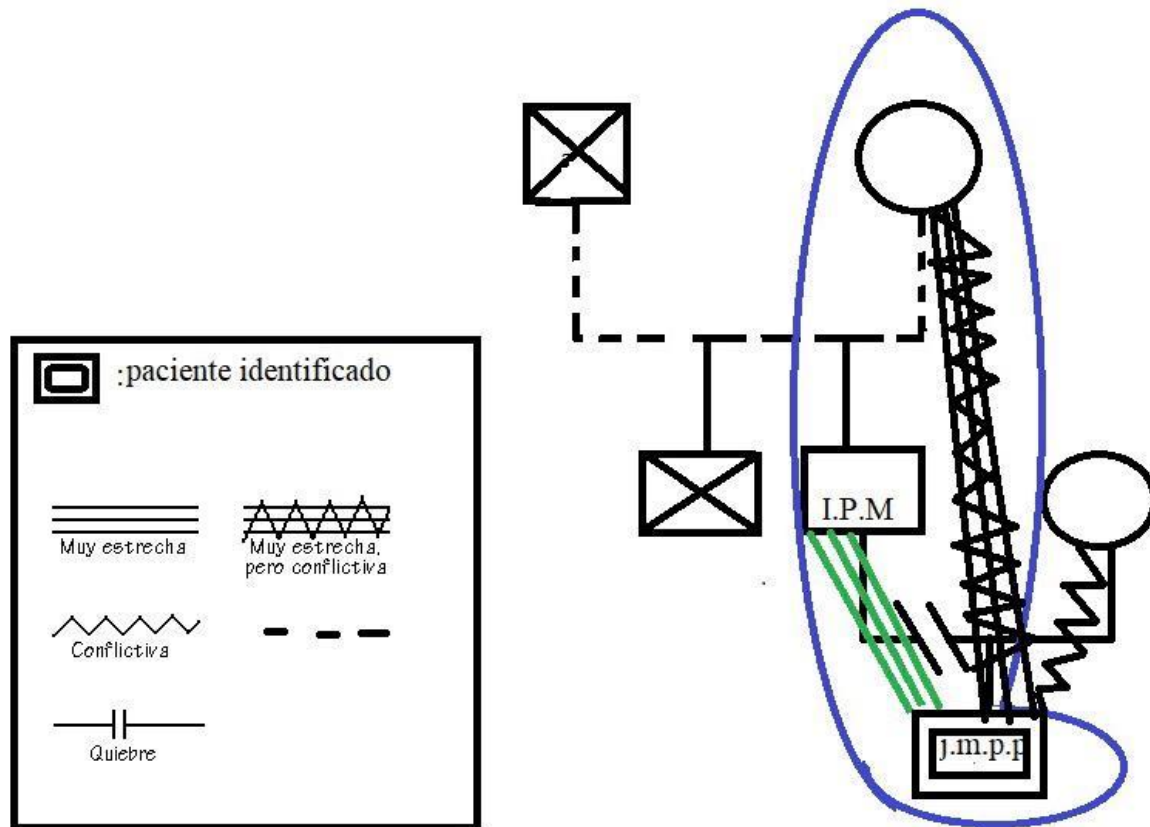 :paciente identificado
Muy estrecha
Muy estrecha,
pero conflictiva
Conflictiva
Quiebre
I.P.M
j.m.p.p